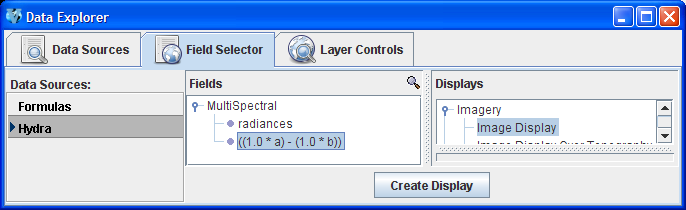 Data Explorer
Data Sources Field Selector Layer Controls
Data Sources:
Formulas
Hydra
Fields
MultiSpectral
radiances
((1.0 * a) - (1.0 * b))
Displays
Imagery
Image Display
Image Display Over Topography
Create Display